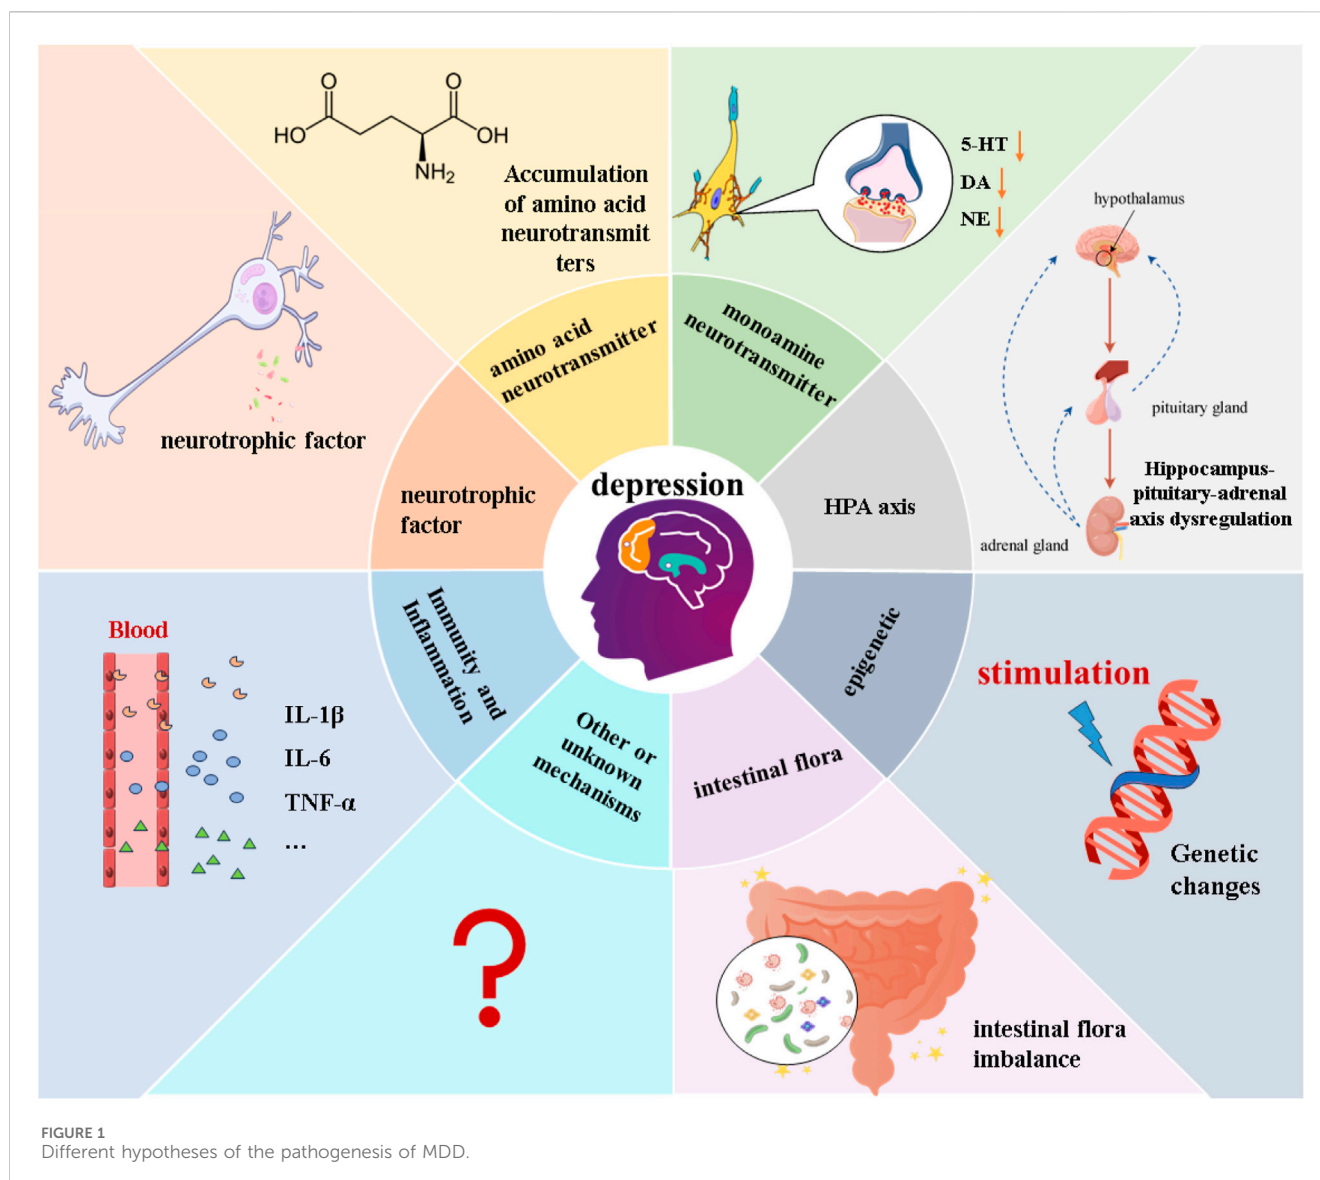 O
O
HO
OH
NH2
Accumulation
of amino acid
neurotransmit
ters
5-HT
DA
NE
hypothalamus
pituitary gland
Hippocampus-
pituitary-adrenal
axis dysregulation
adrenal gland
neurotrophic factor
amino acid
neurotransmitter
monoamine
neurotransmitter
neurotrophic
factor
depression
HPA axis
Immunity and
Inflammation
epigenetic
Other or
unknown
mechanisms
intestinal flora
Blood
IL-1β
IL-6
TNF-α
...
stimulation
Genetic
changes
?
intestinal flora
imbalance
FIGURE 1
Different hypotheses of the pathogenesis of MDD.